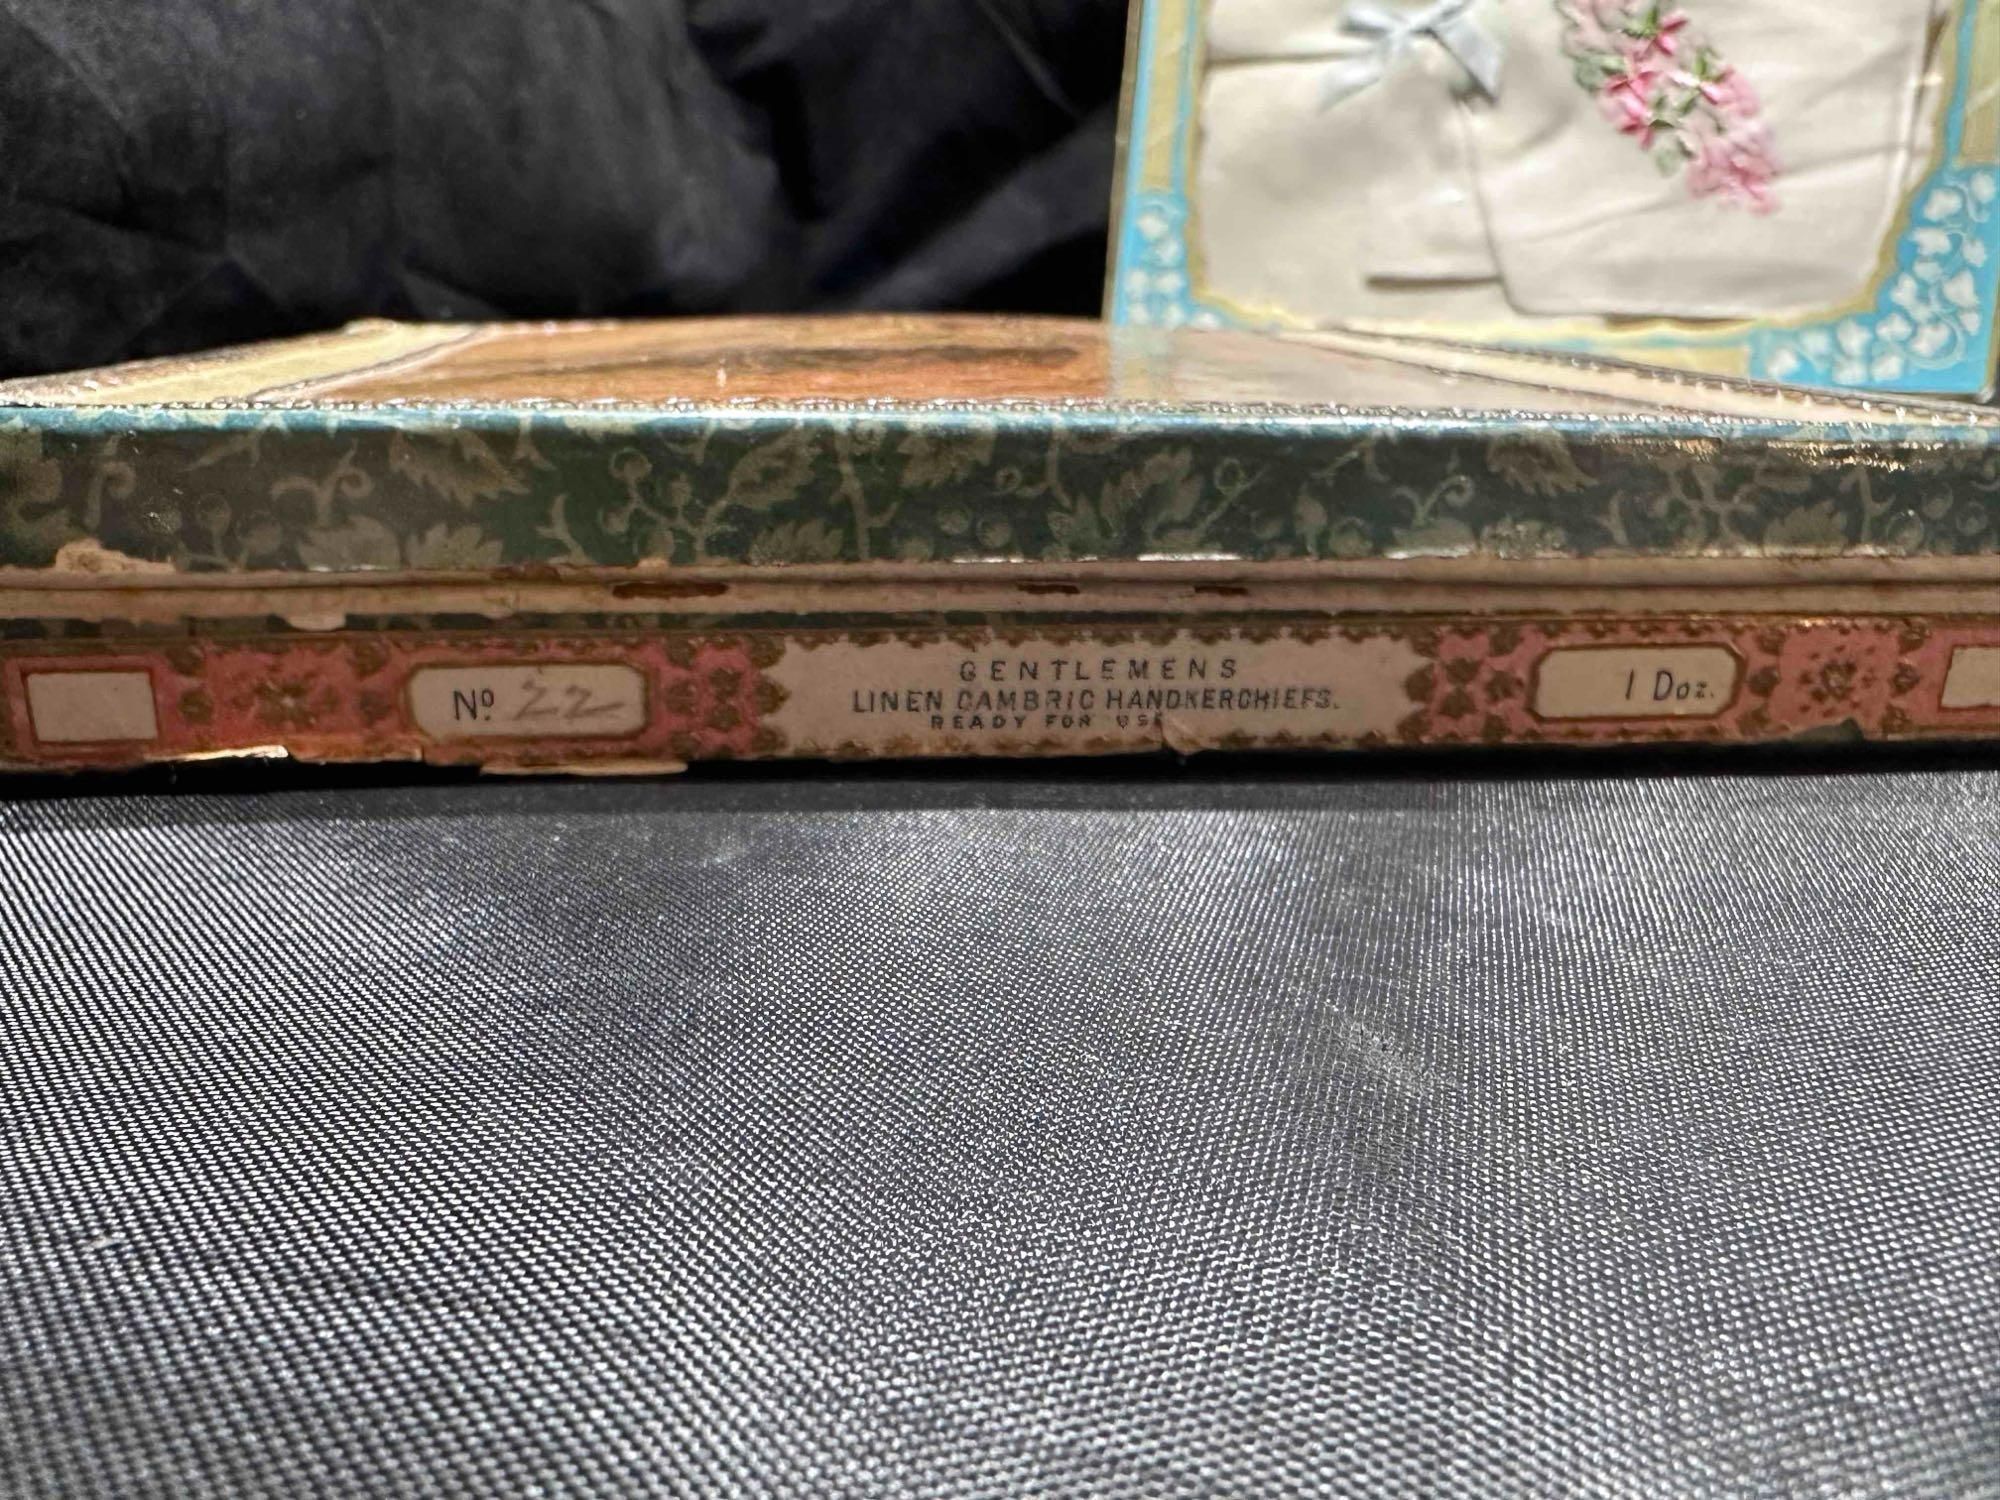 Nº 22
GENTLEMENS
LINEN CAMBRIC HANDKERCHIEFS.
READY FOR USE
1 Doz.